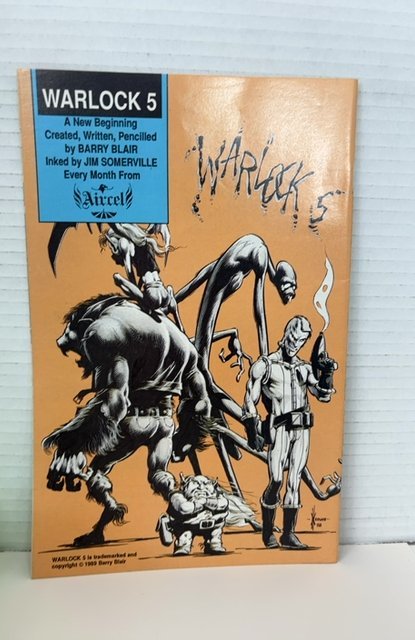 WARLOCK 5
A New Beginning
Created, Written, Pencilled
by BARRY BLAIR
Inked by JIM SOMERVILLE
Every Month From
Aircel
WARLOCK 5
WARLOCK 5 is trademarked and
copyright © 1989 Barry Blair